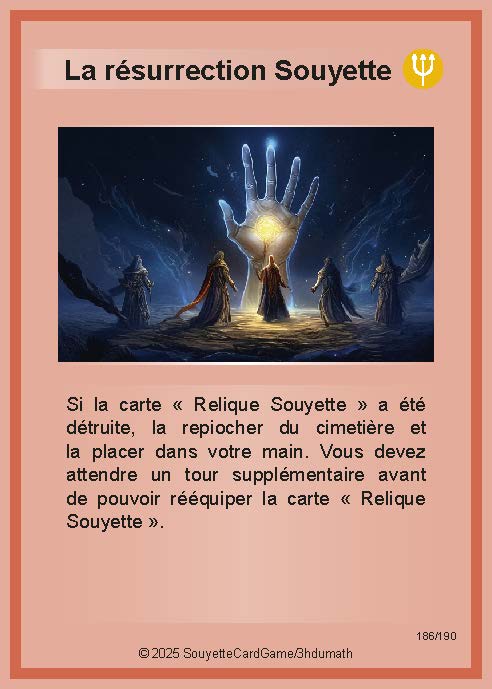 La résurrection Souyette
Si la carte « Relique Souyette » a été
détruite, la repiocher du cimetière et
la placer dans votre main. Vous devez
attendre un tour supplémentaire avant
de pouvoir rééquiper la carte « Relique
Souyette ».
186/190
© 2025 SouyetteCardGame/3hdumath